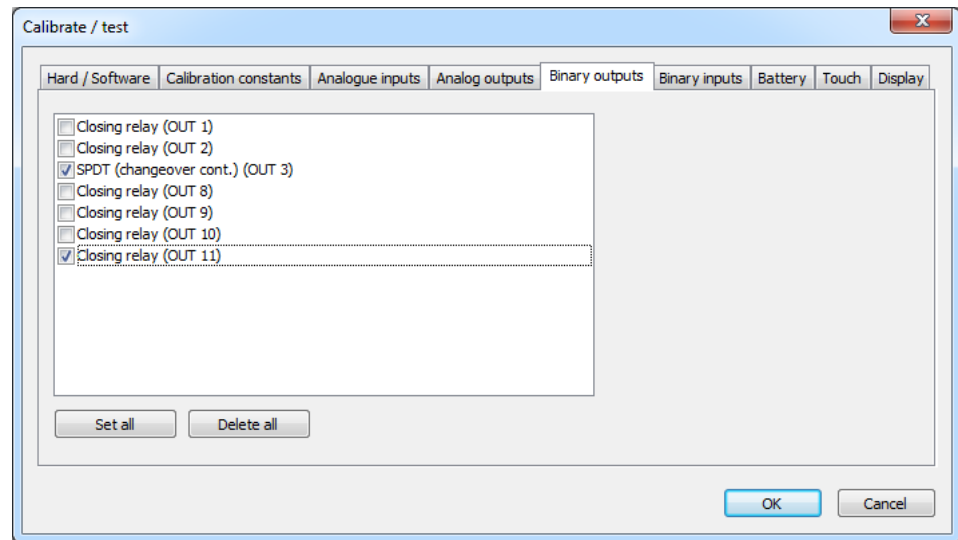 Calibrate / test
Hard / Software Calibration constants Analogue inputs Analog outputs Binary outputs Binary inputs Battery Touch Display
Closing relay (OUT 1)
Closing relay (OUT 2)
SPDT (changeover cont.) (OUT 3)
Closing relay (OUT 8)
Closing relay (OUT 9)
Closing relay (OUT 10)
Closing relay (OUT 11)
Set all Delete all
OK Cancel